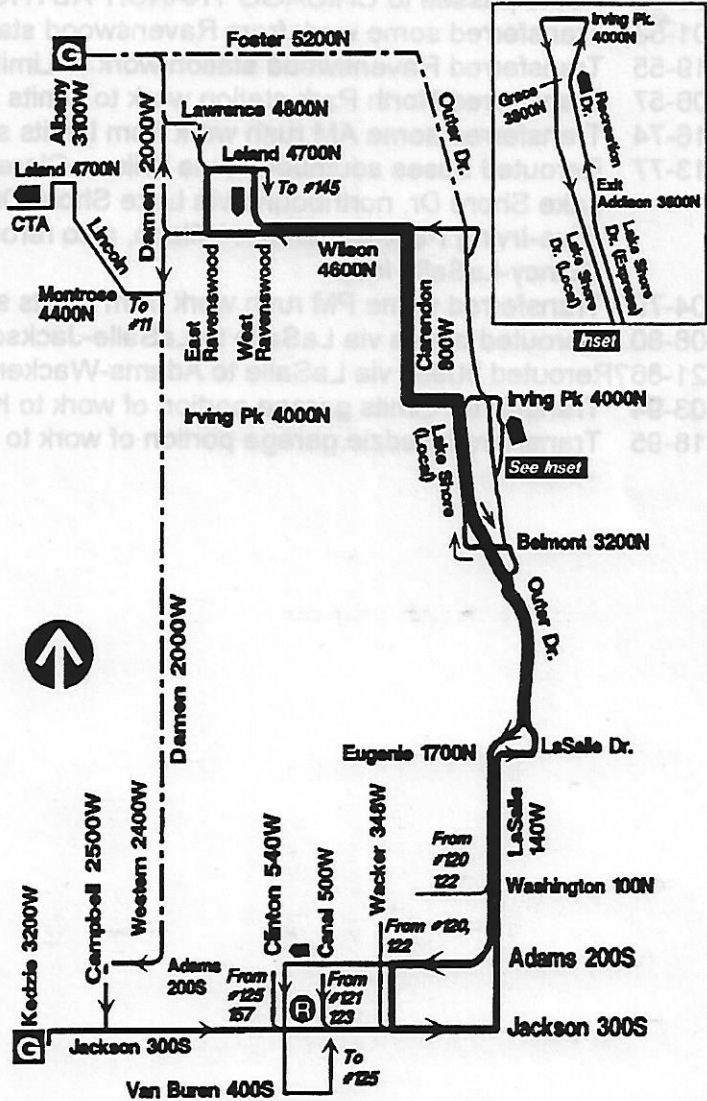 G
Albany
3100W
Foster 5200N
Outer Dr.
Irving Pk.
4000N
Grace
3800N
Recreation
Dr.
Exit
Addison 3600N
Lake Shore
Dr. (Local)
Lake Shore
Dr. (Express)
Inset
Leland 4700N
CTA
Lincoln
Montrose
4400N
To
#11
Damen 2000W
Lawrence 4800N
Leland 4700N
To #145
East
Ravenswood
West
Ravenswood
Wilson
4600N
Clarendon
800W
Irving Pk 4000N
Irving Pk 4000N
Lake Shore
(Local)
See Inset
Belmont 3200N
Outer Dr.
Damen 2000W
Eugenie 1700N
LaSalle Dr.
LaSalle
140W
Campbell 2500W
Western 2400W
Clinton 540W
Canal 500W
Wacker 348W
From
#120
122
Washington 100N
From #120,
122
Adams 200S
Kedzie 3200W
G
Adams
200S
From
#125
157
R
From
#121
123
Jackson 300S
Jackson 300S
To
#125
Van Buren 400S